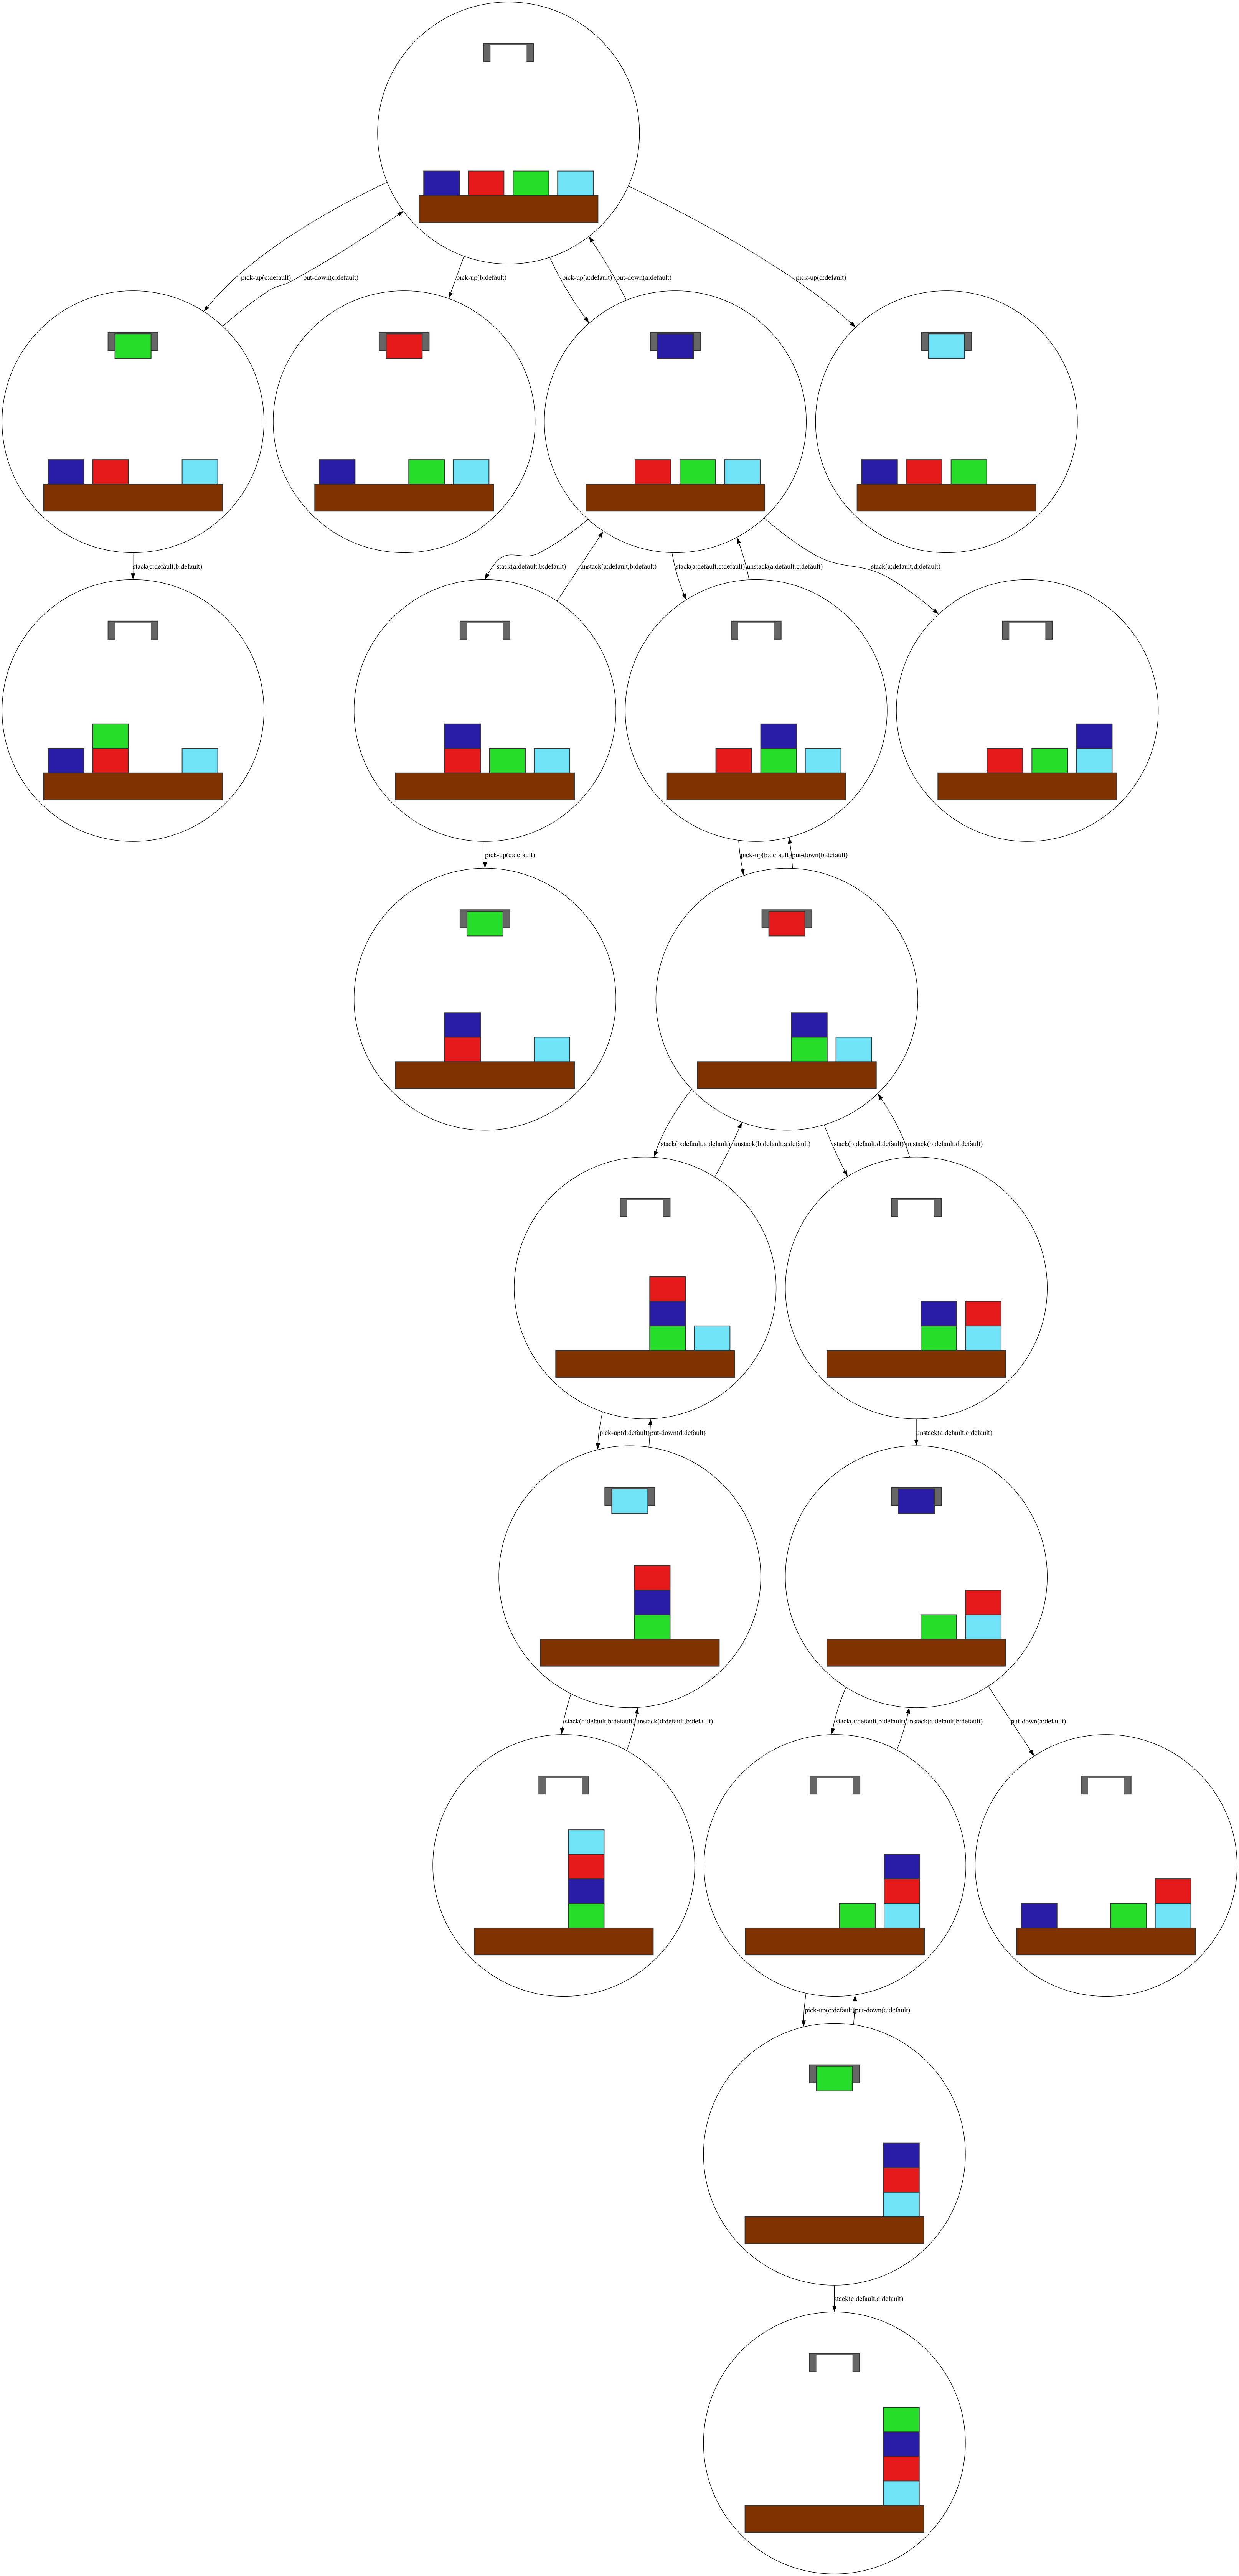 pick-up(c:default)
put-down(c:default)
pick-up(b:default)
pick-up(a:default)
put-down(a:default)
pick-up(d:default)
stack(c:default,b:default)
stack(a:default,b:default)
unstack(a:default,b:default)
stack(a:default,c:default)
unstack(a:default,c:default)
stack(a:default,d:default)
pick-up(c:default)
pick-up(b:default)
put-down(b:default)
stack(b:default,a:default)
unstack(b:default,a:default)
stack(b:default,d:default)
unstack(b:default,d:default)
pick-up(d:default)
put-down(d:default)
unstack(a:default,c:default)
stack(d:default,b:default)
unstack(d:default,b:default)
stack(a:default,b:default)
unstack(a:default,b:default)
put-down(a:default)
pick-up(c:default)
put-down(c:default)
stack(c:default,a:default)